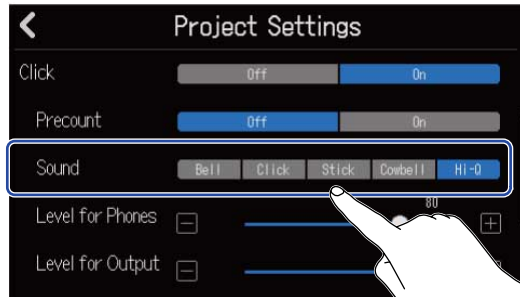 Project Settings
Click Off On
Precount Off On
Sound Bell Click Stick Cowbell Hi-Q
80
Level for Phones
Level for Output